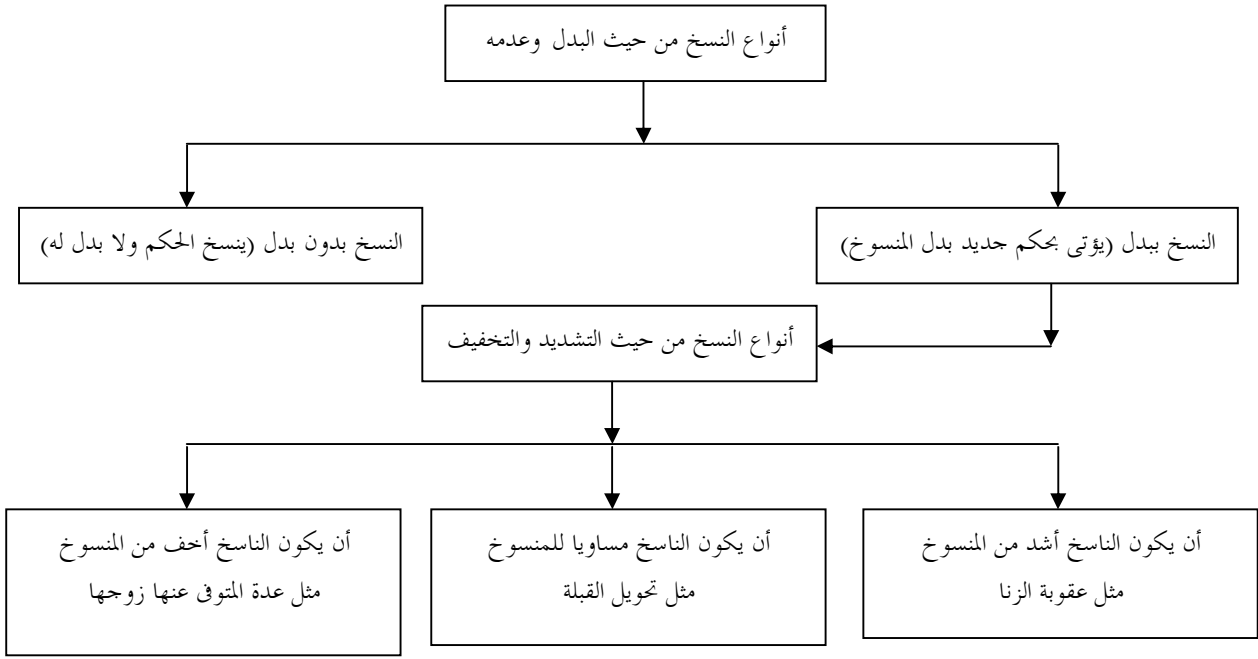 أنواع النسخ من حيث البدل وعدمه
النسخ ببدل (يؤتى بحكم جديد بدل المنسوخ)
النسخ بدون بدل (ينسخ الحكم ولا بدل له)
أنواع النسخ من حيث التشديد والتخفيف
أن يكون الناسخ أشد من المنسوخ
مثل عقوبة الزنا
أن يكون الناسخ مساويا للمنسوخ
مثل تحويل القبلة
أن يكون الناسخ أخف من المنسوخ
مثل عدة المتوفى عنها زوجها